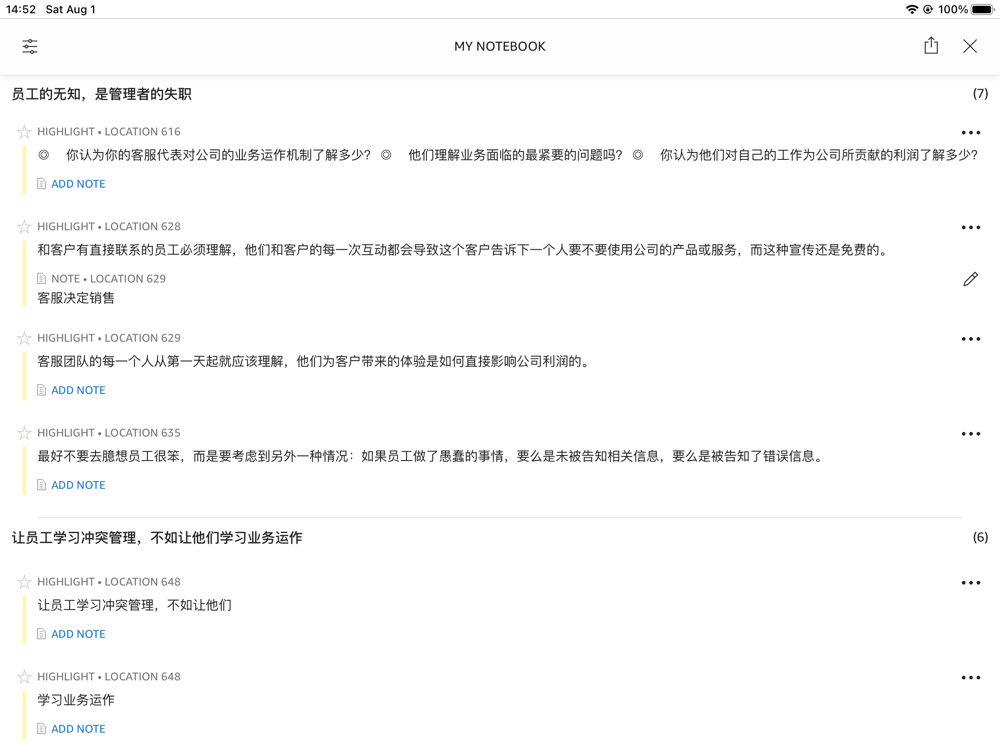 14:52 Sat Aug 1 100%
MY NOTEBOOK
员工的无知，是管理者的失职 (7)
HIGHLIGHT • LOCATION 616
◎ 你认为你的客服代表对公司的业务运作机制了解多少？ ◎ 他们理解业务面临的最紧要的问题吗？ ◎ 你认为他们对自己的工作为公司所贡献的利润了解多少？
ADD NOTE
HIGHLIGHT • LOCATION 628
和客户有直接联系的员工必须理解，他们和客户的每一次互动都会导致这个客户告诉下一个人要不要使用公司的产品或服务，而这种宣传还是免费的。
NOTE • LOCATION 629
客服决定销售
HIGHLIGHT • LOCATION 629
客服团队的每一个人从第一天起就应该理解，他们为客户带来的体验是如何直接影响公司利润的。
ADD NOTE
HIGHLIGHT • LOCATION 635
最好不要去臆想员工很笨，而是要考虑到另外一种情况：如果员工做了愚蠢的事情，要么是未被告知相关信息，要么是被告知了错误信息。
ADD NOTE
让员工学习冲突管理，不如让他们学习业务运作 (6)
HIGHLIGHT • LOCATION 648
让员工学习冲突管理，不如让他们
ADD NOTE
HIGHLIGHT • LOCATION 648
学习业务运作
ADD NOTE